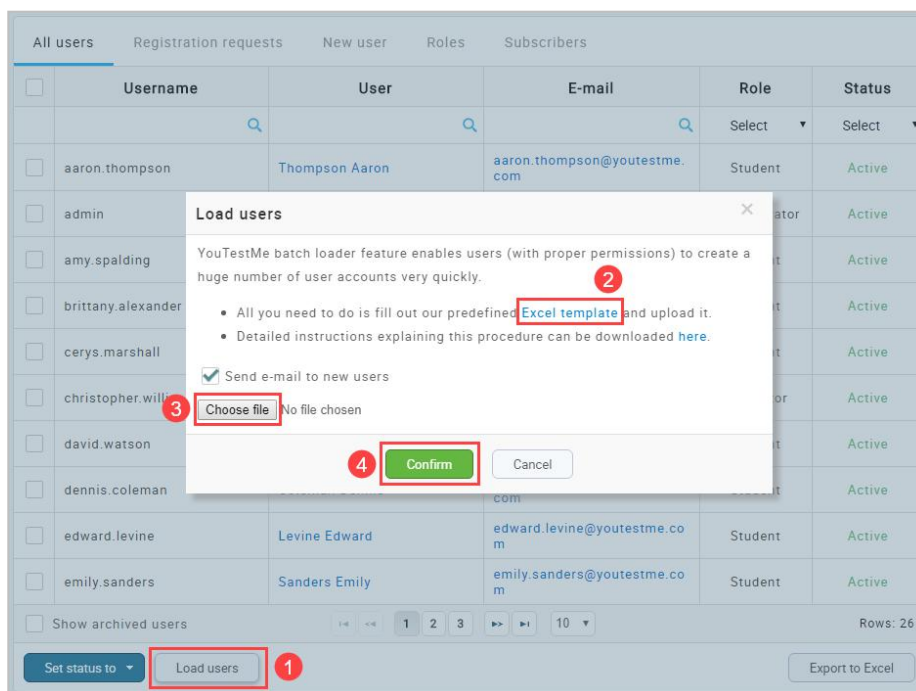 All users Registration requests New user Roles Subscribers
Username User E-mail Role Status
Select Select
aaron.thompson Thompson Aaron aaron.thompson@youtestme.
com Student Active
admin ator Active
Load users
YouTestMe batch loader feature enables users (with proper permissions) to create a
huge number of user accounts very quickly.
2
All you need to do is fill out our predefined Excel template and upload it.
Detailed instructions explaining this procedure can be downloaded here.
Send e-mail to new users
3 Choose file No file chosen
4 Confirm Cancel
amy.spalding Active
brittany.alexander Active
cerys.marshall Active
christopher.willi or Active
david.watson Active
dennis.coleman com Active
edward.levine Levine Edward edward.levine@youtestme.co
m Student Active
emily.sanders Sanders Emily emily.sanders@youtestme.co
m Student Active
Show archived users 1 2 3 10 Rows: 26
Set status to Load users 1 Export to Excel